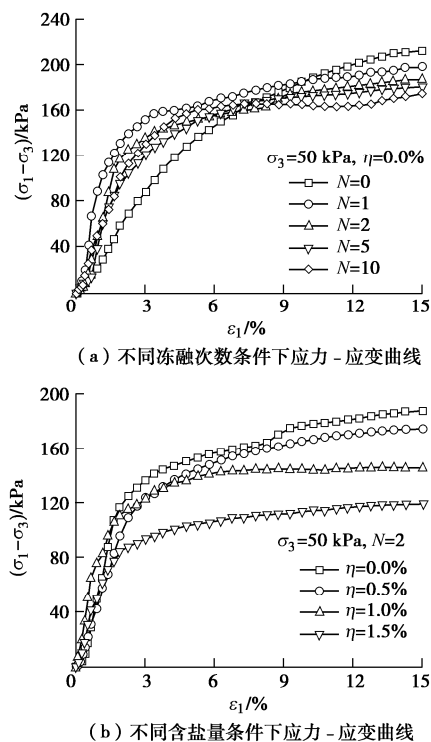 240
200
160
120
80
40
0
(σ₁−σ₃)/kPa
σ₃=50 kPa, η=0.0%
N=0
N=1
N=2
N=5
N=10
0 3 6 9 12 15
ε₁/%
(a)不同冻融次数条件下应力-应变曲线
200
160
120
80
40
0
(σ₁−σ₃)/kPa
σ₃=50 kPa, N=2
η=0.0%
η=0.5%
η=1.0%
η=1.5%
0 3 6 9 12 15
ε₁/%
(b)不同含盐量条件下应力-应变曲线